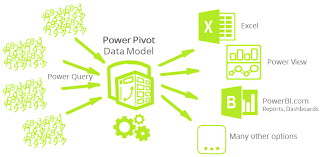 Power Pivot
Data Model
Power Query
Excel
Power View
PowerBI.com
Reports, Dashboards
Many other options